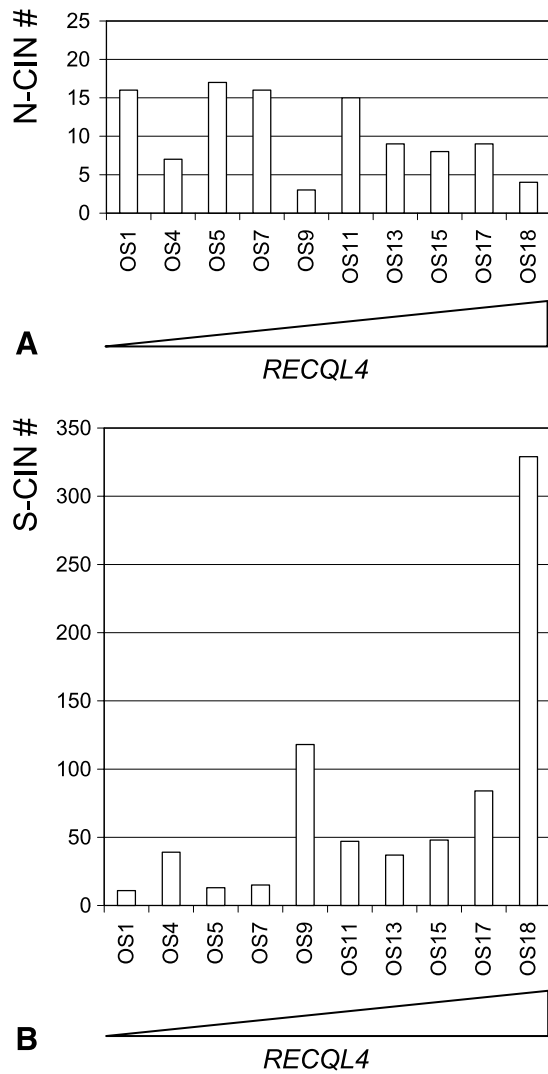 N-CIN #
25
20
15
10
5
0
OS1 OS4 OS5 OS7 OS9 OS11 OS13 OS15 OS17 OS18
A
RECQL4
S-CIN #
350
300
250
200
150
100
50
0
OS1 OS4 OS5 OS7 OS9 OS11 OS13 OS15 OS17 OS18
B
RECQL4